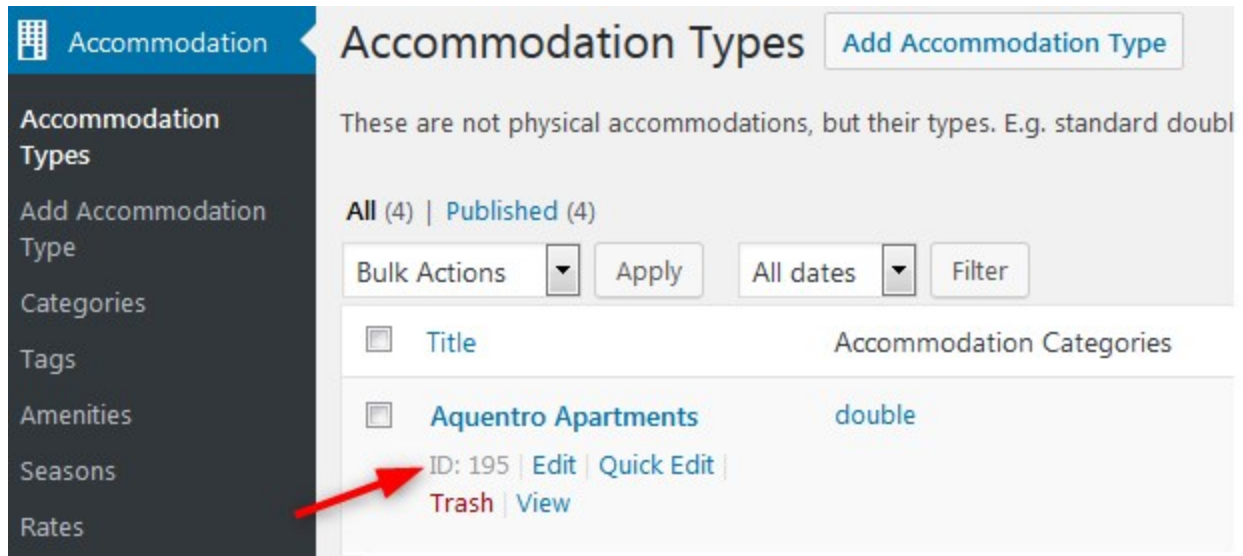 Accommodation
Accommodation
Types
Add Accommodation
Type
Categories
Tags
Amenities
Seasons
Rates
Accommodation Types Add Accommodation Type
These are not physical accommodations, but their types. E.g. standard doubl
All (4) | Published (4)
Bulk Actions Apply All dates Filter
Title Accommodation Categories
Aquentro Apartments double
ID: 195 | Edit | Quick Edit |
Trash | View